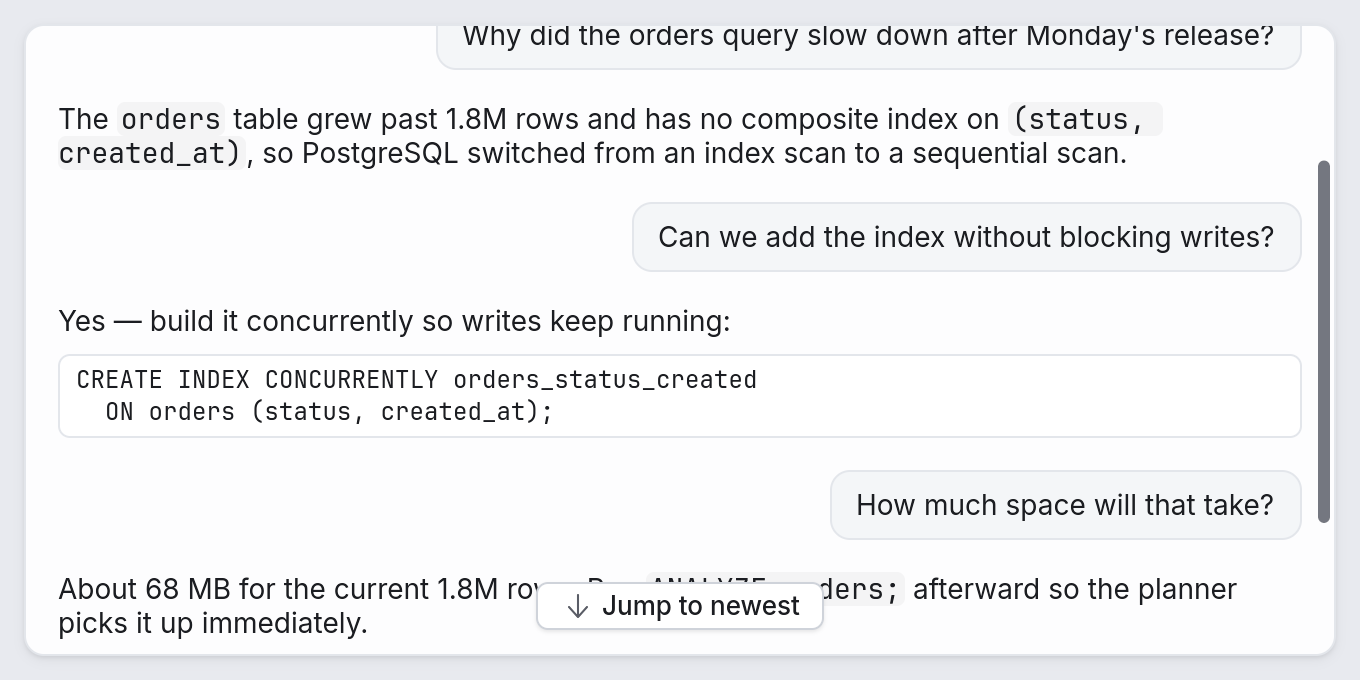 Why did the orders query slow down after Monday's release?
The orders table grew past 1.8M rows and has no composite index on (status,
created_at), so PostgreSQL switched from an index scan to a sequential scan.
Can we add the index without blocking writes?
Yes — build it concurrently so writes keep running:
CREATE INDEX CONCURRENTLY orders_status_created
  ON orders (status, created_at);
How much space will that take?
About 68 MB for the current 1.8M afterward so the planner
picks it up immediately.
↓ Jump to newest